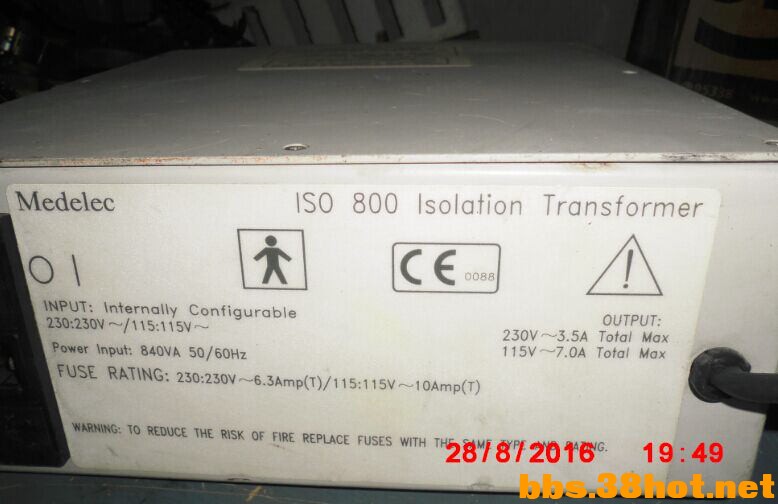 Medelec
ISO 800 Isolation Transformer
O I
CE 0088
INPUT: Internally Configurable
230:230V~/115:115V~
Power Input: 840VA 50/60Hz
FUSE RATING: 230:230V~6.3Amp(T)/115:115V~10Amp(T)
OUTPUT:
230V~3.5A Total Max
115V~7.0A Total Max
WARNING: TO REDUCE THE RISK OF FIRE REPLACE FUSES WITH THE SAME TYPE AND RATING.
28/8/2016 19:49
bbs.38hot.net